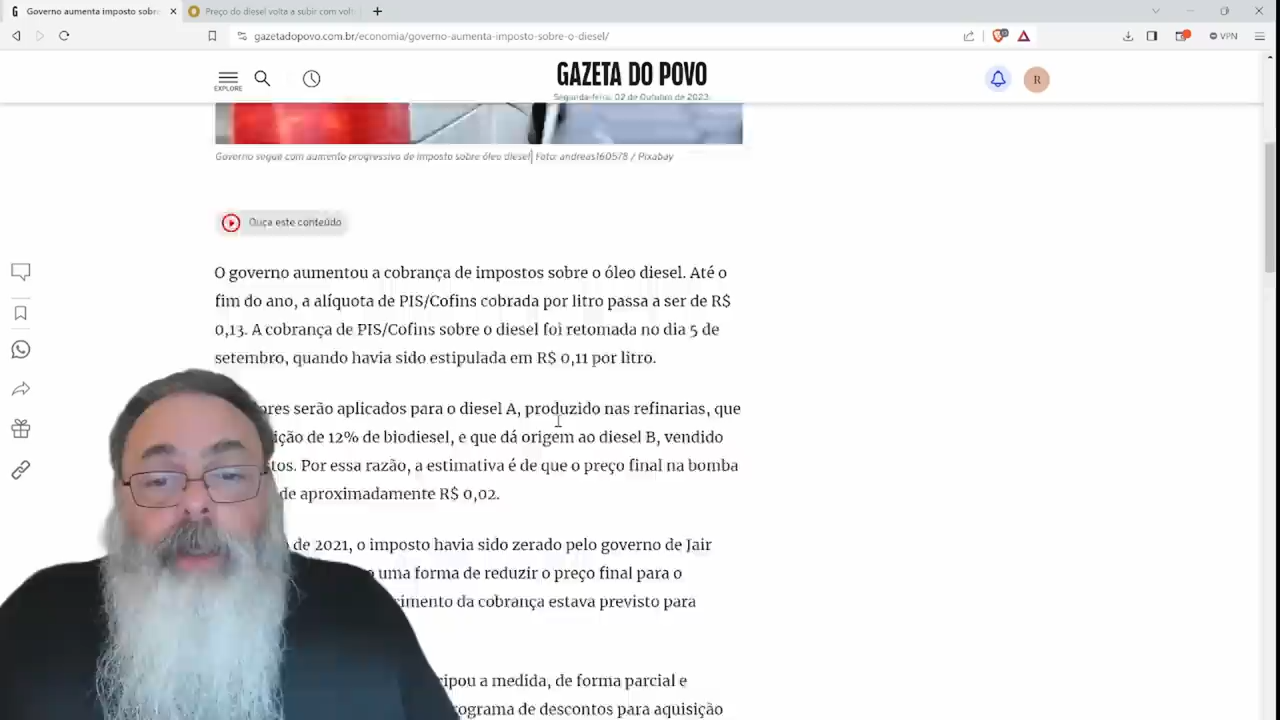 Governo aumenta imposto sobre
Preço do diesel volta a subir com volt
gazetadopovo.com.br/economia/governo-aumenta-imposto-sobre-o-diesel/
VPN
EXPLORE
GAZETA DO POVO
Segunda-feira, 02 de Outubro de 2023.
R
Governo segue com aumento progressivo de imposto sobre óleo diesel| Foto: andreas160578 / Pixabay
Ouça este conteúdo
O governo aumentou a cobrança de impostos sobre o óleo diesel. Até o
fim do ano, a alíquota de PIS/Cofins cobrada por litro passa a ser de R$
0,13. A cobrança de PIS/Cofins sobre o diesel foi retomada no dia 5 de
setembro, quando havia sido estipulada em R$ 0,11 por litro.
ores serão aplicados para o diesel A, produzido nas refinarias, que
ição de 12% de biodiesel, e que dá origem ao diesel B, vendido
tos. Por essa razão, a estimativa é de que o preço final na bomba
de aproximadamente R$ 0,02.
de 2021, o imposto havia sido zerado pelo governo de Jair
uma forma de reduzir o preço final para o
cimento da cobrança estava previsto para
ipou a medida, de forma parcial e
rograma de descontos para aquisição